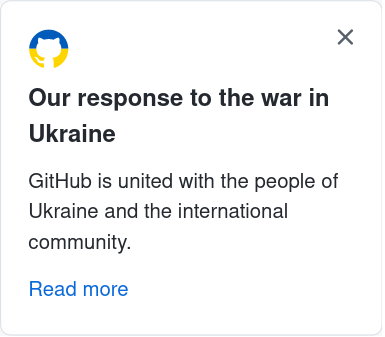 Our response to the war in
Ukraine
GitHub is united with the people of
Ukraine and the international
community.
Read more